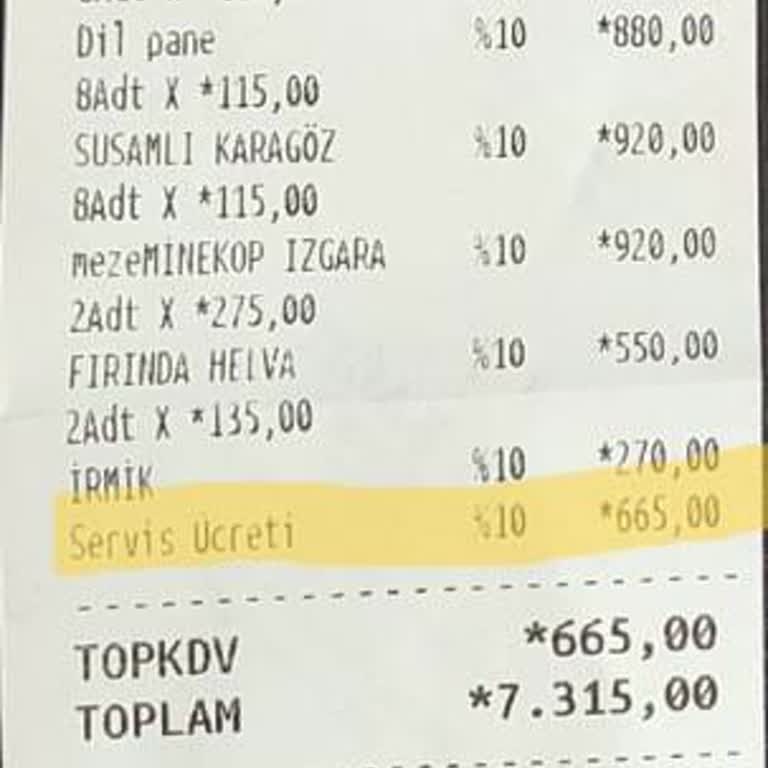 Dil pane %10 *880,00
8Adt X *115,00
SUSAMLI KARAGÖZ %10 *920,00
8Adt X *115,00
mezeMİNEKOP IZGARA %10 *920,00
2Adt X *275,00
FIRINDA HELVA %10 *550,00
2Adt X *135,00
İRMİK %10 *270,00
Servis Ücreti %10 *665,00
TOPKDV *665,00
TOPLAM *7.315,00